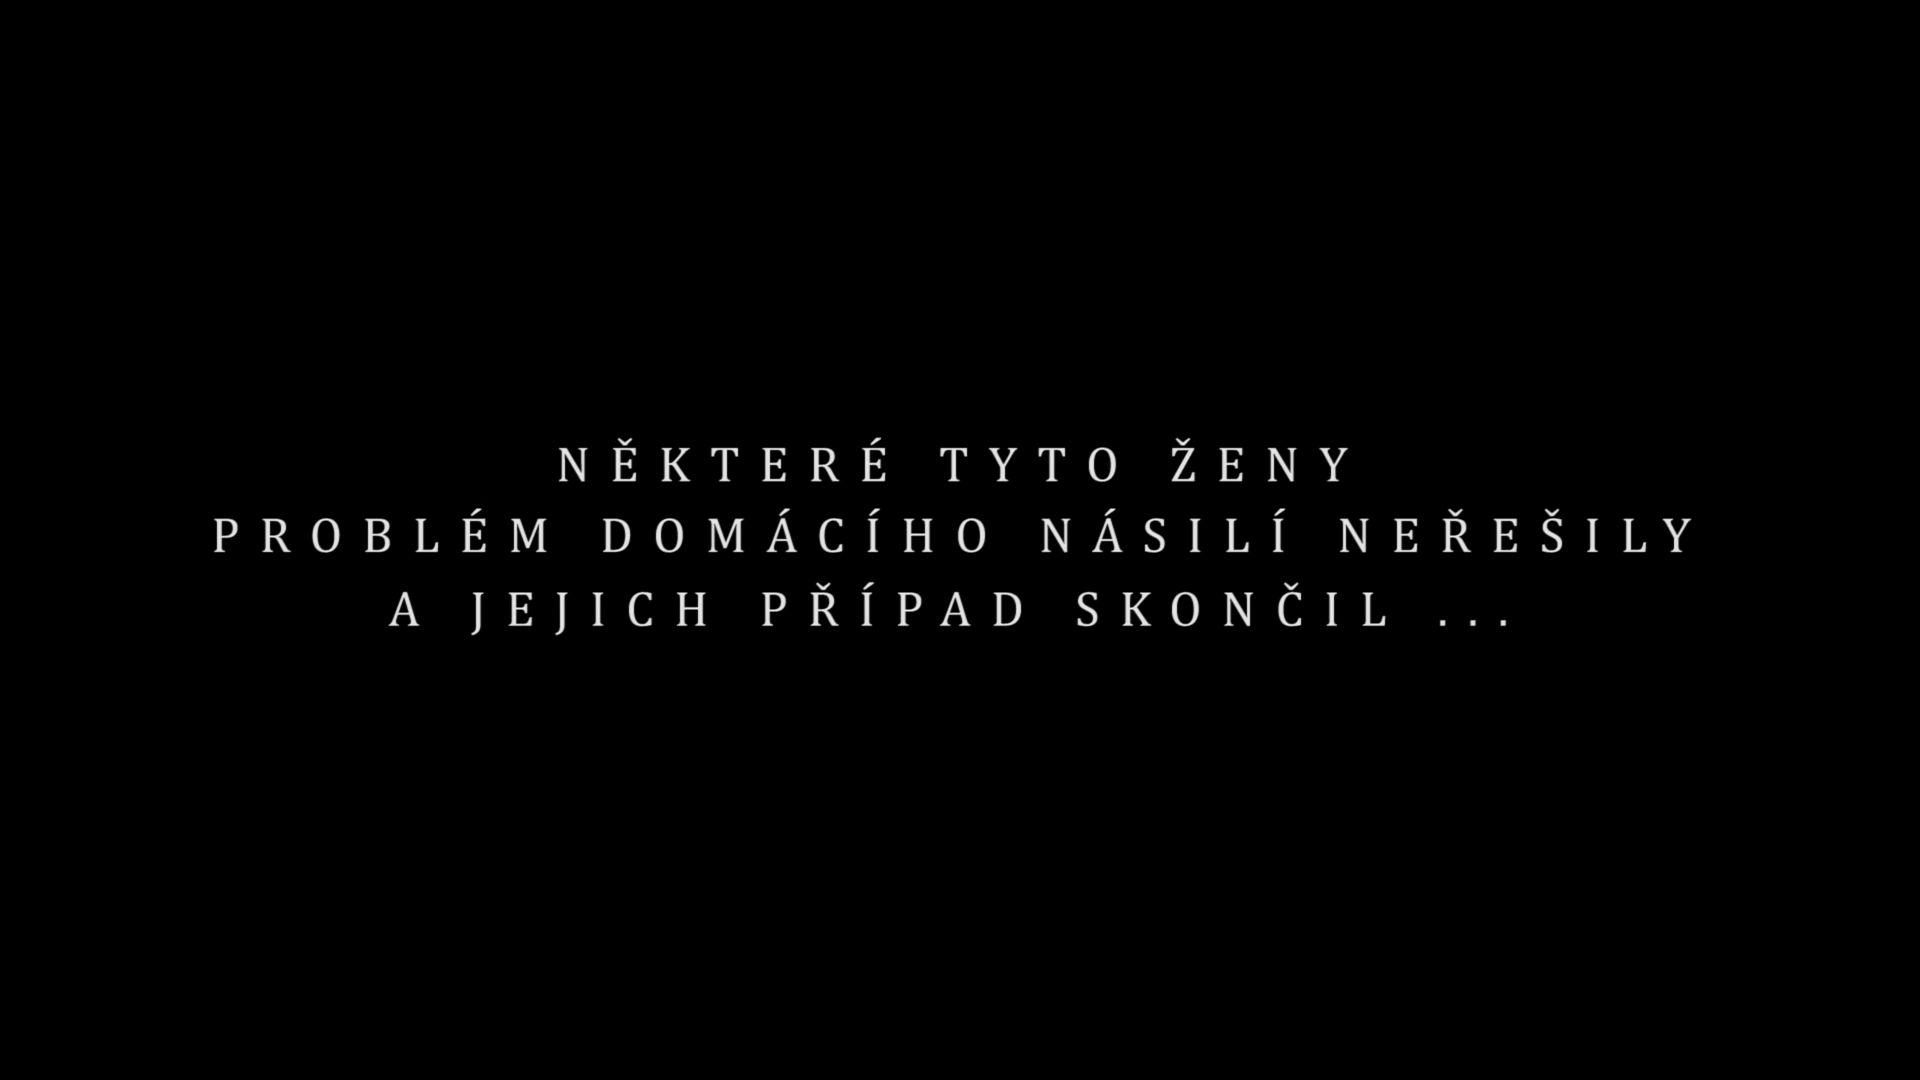 NĚKTERÉ TYTO ŽENY
PROBLÉM DOMÁCÍHO NÁSILÍ NEŘEŠILY
A JEJICH PŘÍPAD SKONČIL ...